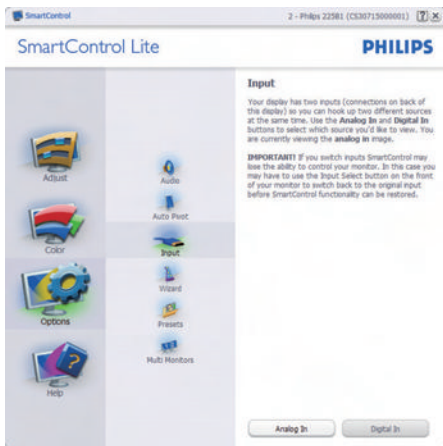 SmartControl
2 - Philips 225B1 (CS30715000001)
SmartControl Lite
PHILIPS
Adjust
Color
Options
Help
Audio
Auto Pivot
Input
Wizard
Presets
Multi Monitors
Input
Your display has two inputs (connections on back of
this display) so you can hook up two different sources
at the same time. Use the Analog In and Digital In
buttons to select which source you'd like to view. You
are currently viewing the analog in image.
IMPORTANT! If you switch inputs SmartControl may
lose the ability to control your monitor. In this case you
may have to use the Input Select button on the front
of your monitor to switch back to the original input
before SmartControl functionality can be restored.
Analog In
Digital In